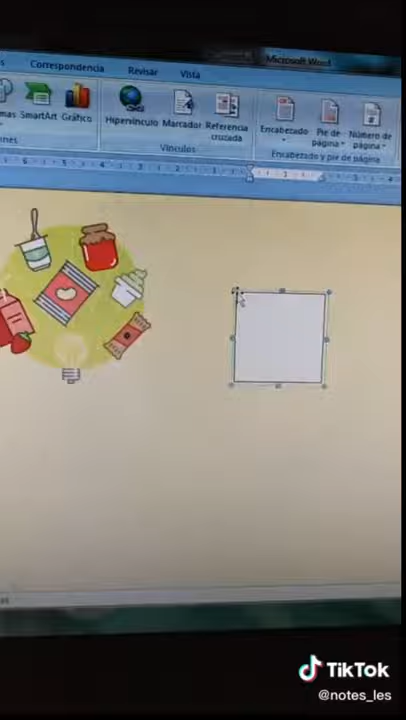 Microsoft Word
Correspondencia Revisar Vista
SmartArt Gráfico Hipervínculo Marcador Referencia cruzada Encabezado Pie de página Número de página
Vínculos Encabezado y pie de página
TikTok
@notes_les